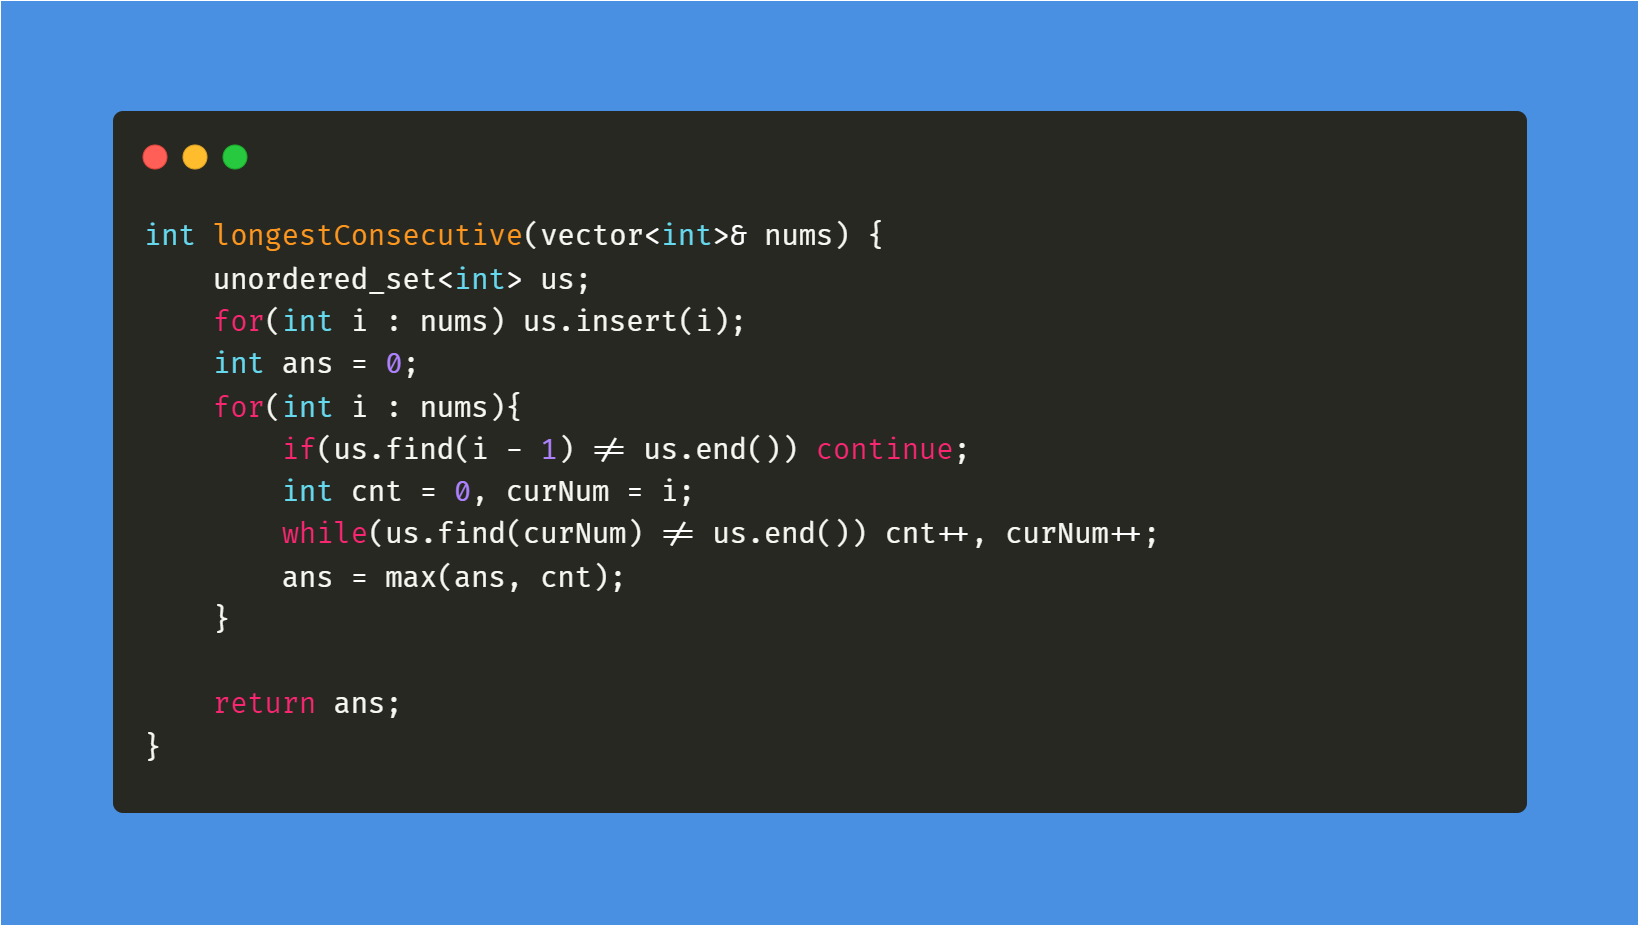 int longestConsecutive(vector<int>& nums) {
    unordered_set<int> us;
    for(int i : nums) us.insert(i);
    int ans = 0;
    for(int i : nums){
        if(us.find(i - 1) != us.end()) continue;
        int cnt = 0, curNum = i;
        while(us.find(curNum) != us.end()) cnt++, curNum++;
        ans = max(ans, cnt);
    }

    return ans;
}